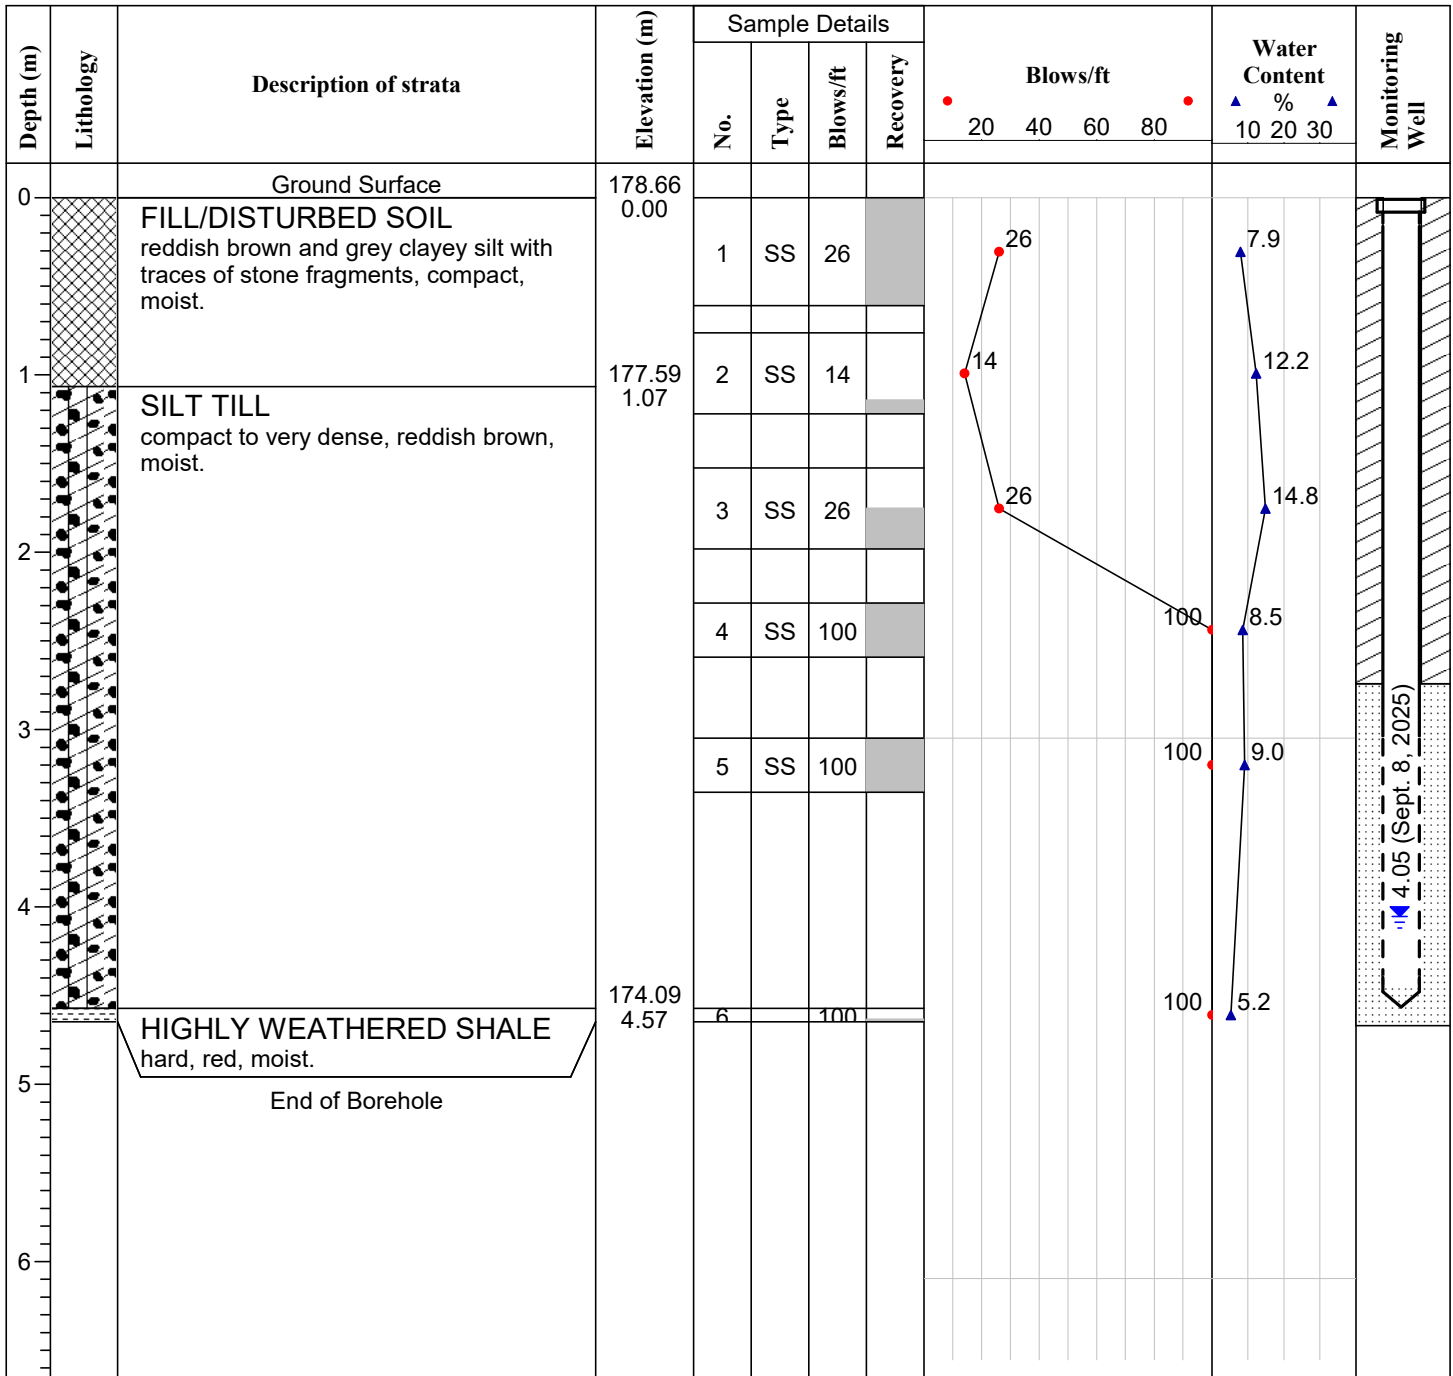 Depth (m)
Lithology
Description of strata
Elevation (m)
Sample Details
No.
Type
Blows/ft
Recovery
Blows/ft
20 40 60 80
Water
Content
%
10 20 30
Monitoring
Well
Ground Surface
178.66
0.00
0
FILL/DISTURBED SOIL
reddish brown and grey clayey silt with
traces of stone fragments, compact,
moist.
1 SS 26
26
7.9
1
177.59
1.07
2 SS 14
14
12.2
SILT TILL
compact to very dense, reddish brown,
moist.
3 SS 26
26
14.8
2
4 SS 100
100
8.5
3
5 SS 100
100
9.0
4.05 (Sept. 8, 2025)
4
174.09
4.57
6 100
100
5.2
HIGHLY WEATHERED SHALE
hard, red, moist.
5
End of Borehole
6